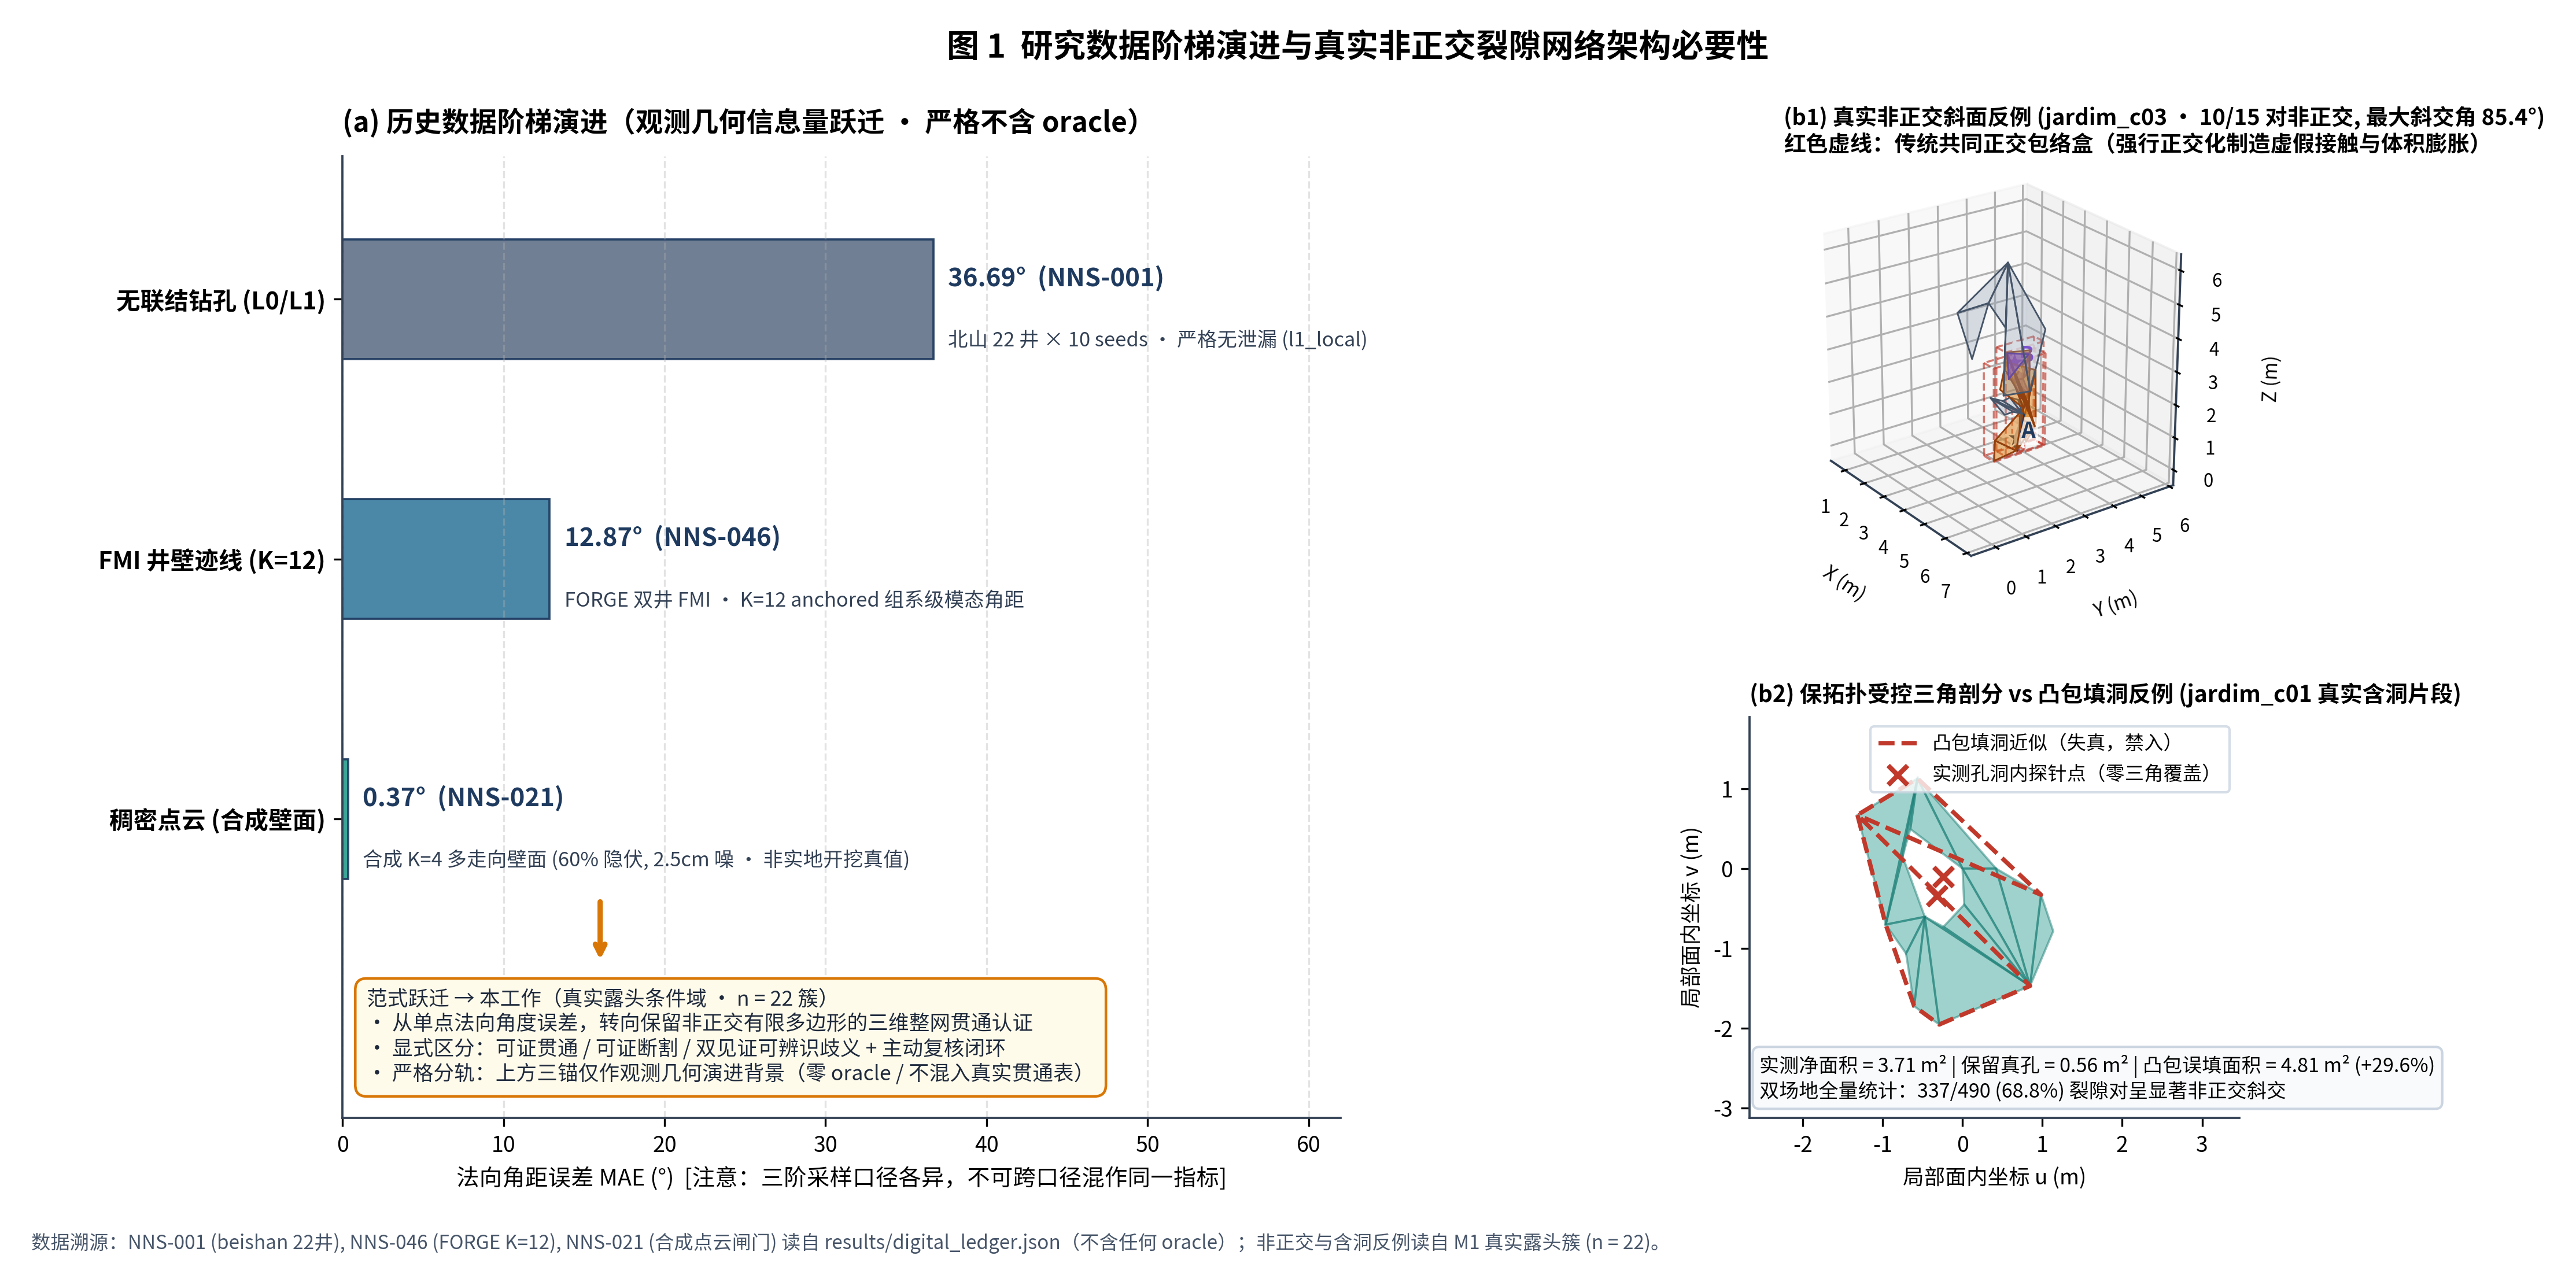 图 1 研究数据阶梯演进与真实非正交裂隙网络架构必要性
(a) 历史数据阶梯演进（观测几何信息量跃迁 · 严格不含 oracle）
无联结钻孔 (L0/L1)
36.69° (NNS-001)
北山 22 井 × 10 seeds · 严格无泄漏 (l1_local)
FMI 井壁迹线 (K=12)
12.87° (NNS-046)
FORGE 双井 FMI · K=12 anchored 组系级模态角距
稠密点云 (合成壁面)
0.37° (NNS-021)
合成 K=4 多走向壁面 (60% 隐伏, 2.5cm 噪 · 非实地开挖真值)
范式跃迁 → 本工作（真实露头条件域 · n = 22 簇）
· 从单点法向角度误差，转向保留非正交有限多边形的三维整网贯通认证
· 显式区分：可证贯通 / 可证断割 / 双见证可辨识歧义 + 主动复核闭环
· 严格分轨：上方三锚仅作观测几何演进背景（零 oracle / 不混入真实贯通表）
0 10 20 30 40 50 60
法向角距误差 MAE (°) [注意：三阶采样口径各异，不可跨口径混作同一指标]
(b1) 真实非正交斜面反例 (jardim_c03 · 10/15 对非正交, 最大斜交角 85.4°)
红色虚线：传统共同正交包络盒（强行正交化制造虚假接触与体积膨胀）
B
A
6
5
4
3
2
1
0
Z (m)
1 2 3 4 5 6 7
X (m)
0 1 2 3 4 5 6
Y (m)
(b2) 保拓扑受控三角剖分 vs 凸包填洞反例 (jardim_c01 真实含洞片段)
凸包填洞近似（失真，禁入）
实测孔洞内探针点（零三角覆盖）
1
0
-1
-2
-3
局部面内坐标 v (m)
实测净面积 = 3.71 m² | 保留真孔 = 0.56 m² | 凸包误填面积 = 4.81 m² (+29.6%)
双场地全量统计：337/490 (68.8%) 裂隙对呈显著非正交斜交
-2 -1 0 1 2 3
局部面内坐标 u (m)
数据溯源：NNS-001 (beishan 22井), NNS-046 (FORGE K=12), NNS-021 (合成点云闸门) 读自 results/digital_ledger.json（不含任何 oracle）；非正交与含洞反例读自 M1 真实露头簇 (n = 22)。